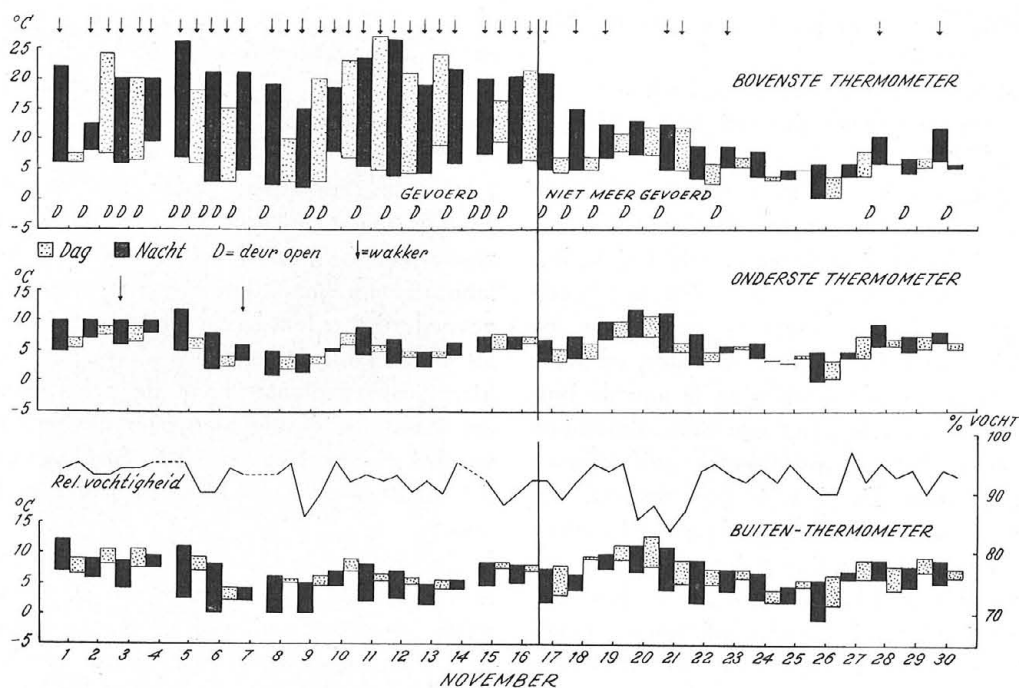 °C
25
20
15
10
5
0
-5
BOVENSTE THERMOMETER
GEVOERD NIET MEER GEVOERD
D D D D D D D D D D D D D D D D D D D D D D D D D D D D D D
Dag Nacht D= deur open ↓=wakker
°C
15
10
5
0
-5
ONDERSTE THERMOMETER
% VOCHT
100
90
80
70
Rel. vochtigheid
°C
15
10
5
0
-5
BUITEN-THERMOMETER
1 2 3 4 5 6 7 8 9 10 11 12 13 14 15 16 17 18 19 20 21 22 23 24 25 26 27 28 29 30
NOVEMBER